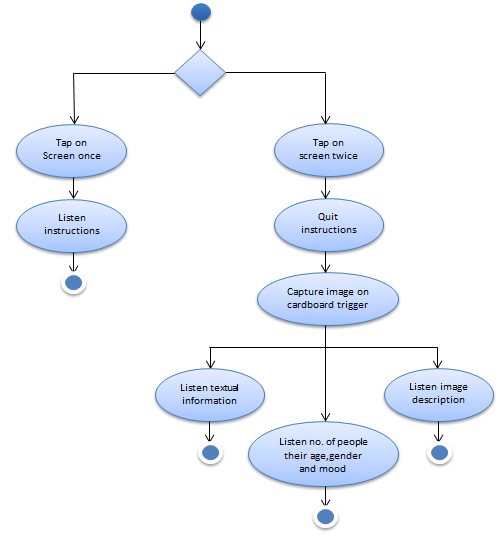 Tap on
Screen once
Tap on
screen twice
Listen
instructions
Quit
instructions
Capture image on
cardboard trigger
Listen textual
information
Listen image
description
Listen no. of people
their age,gender
and mood